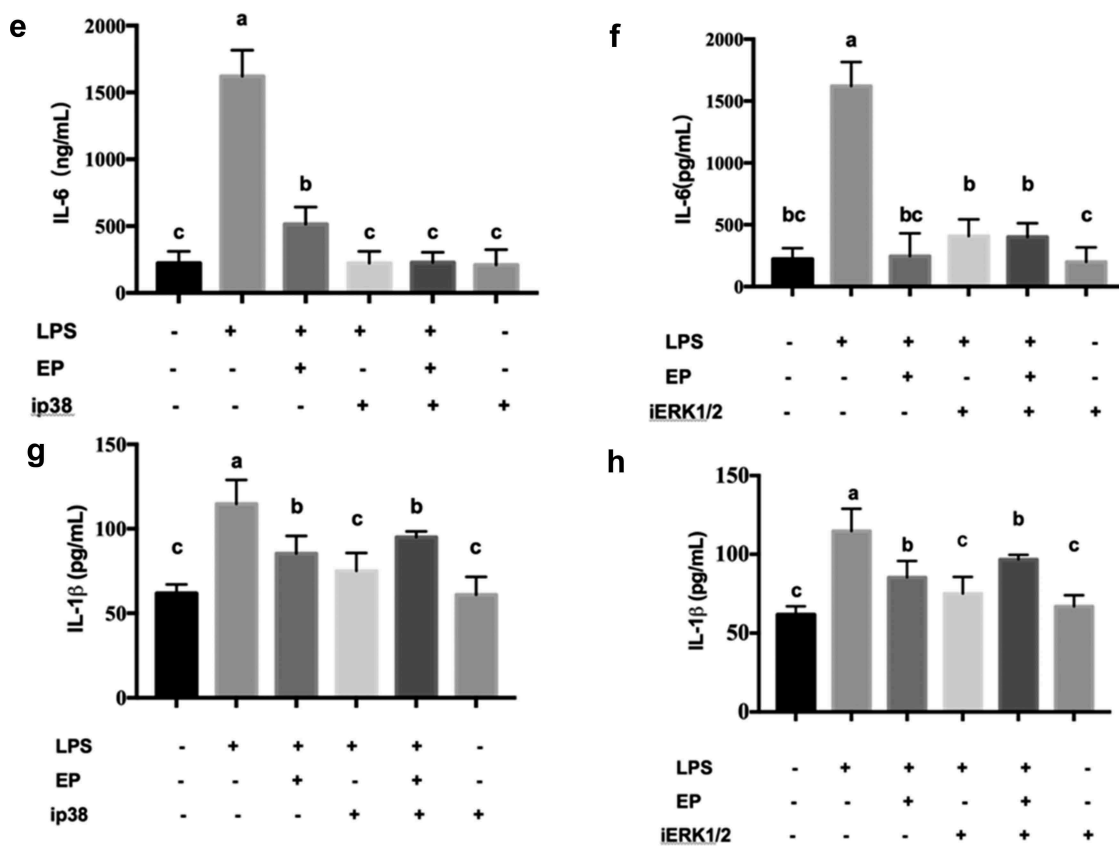 e
2000
1500
1000
500
0
IL-6 (ng/mL)
a
b
c c c c
LPS - + + + + -
EP - - + - + -
ip38 - - - + + +
f
2000
1500
1000
500
0
IL-6(pg/mL)
a
bc bc b b c
LPS - + + + + -
EP - - + - + -
iERK1/2 - - - + + +
g
150
100
50
0
IL-1β (pg/mL)
a
c b c b c
LPS - + + + + -
EP - - + - + -
ip38 - - - + + +
h
150
100
50
0
IL-1β (pg/mL)
a
c b c b c
LPS - + + + + -
EP - - + - + -
iERK1/2 - - - + + +